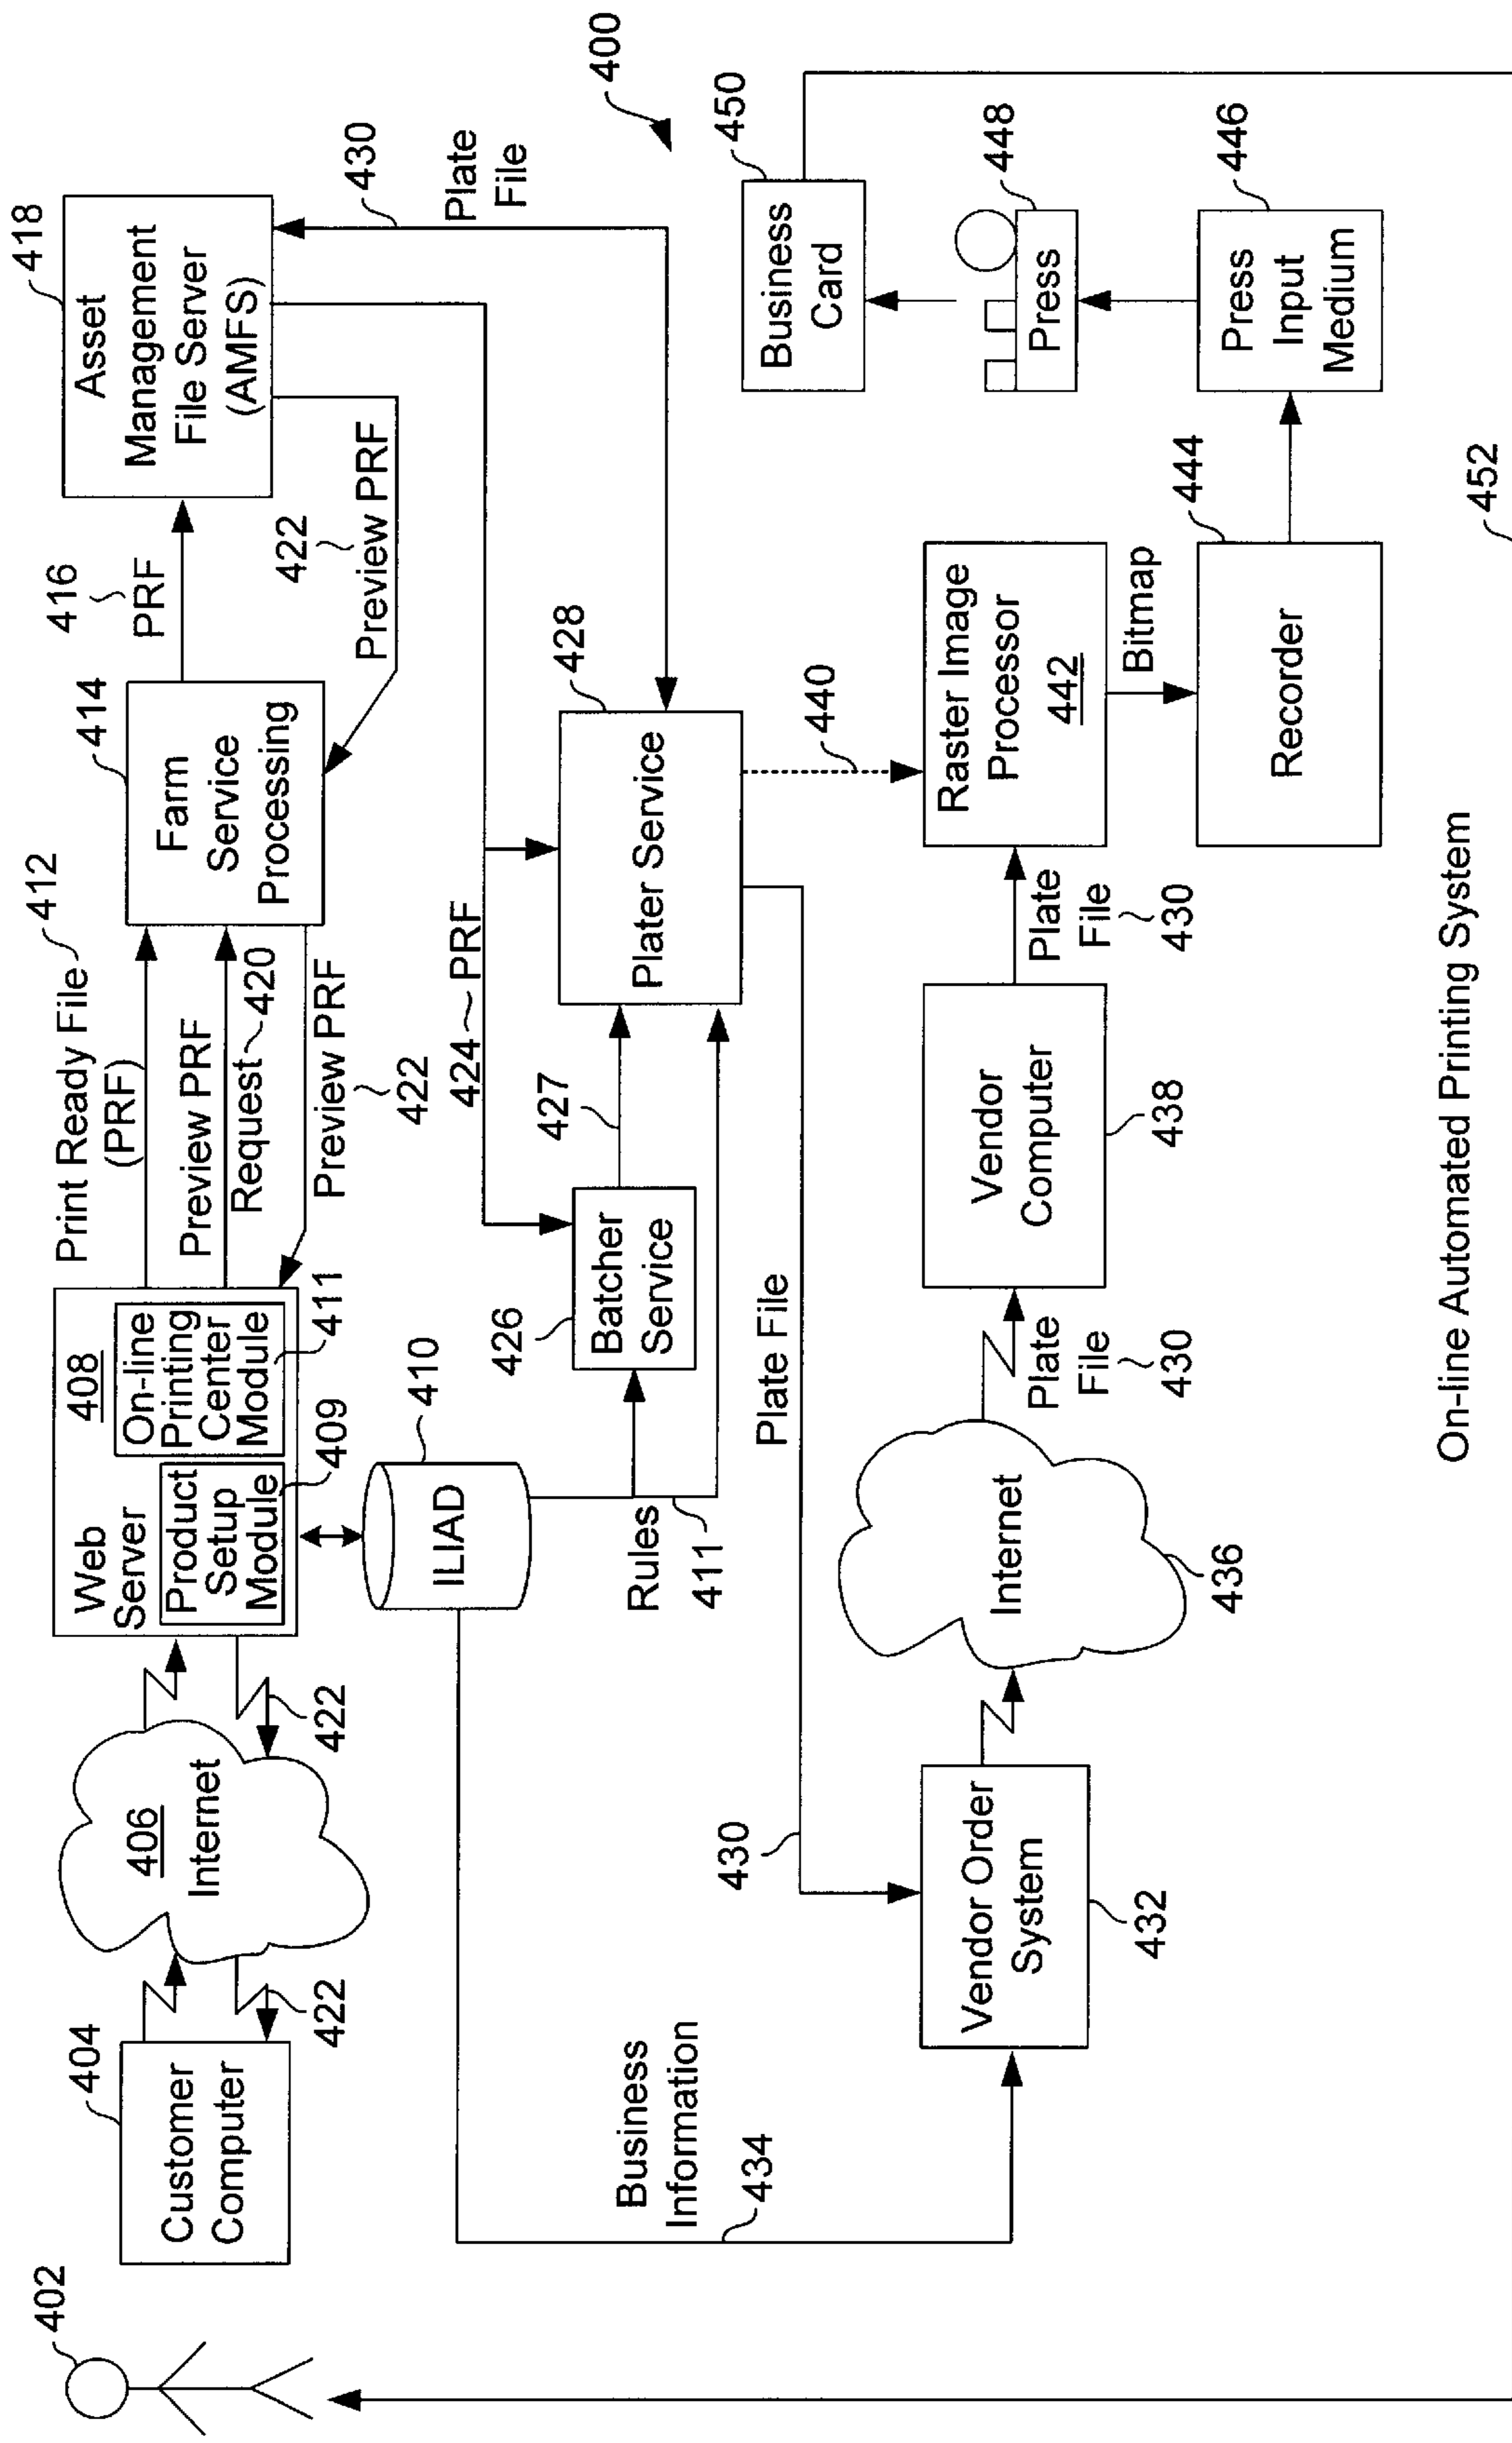 402
404
Customer
Computer
406
Internet
422
422
Web
Server
408
Product
Setup
Module
409
On-line
Printing
Center
Module
411
Print Ready File
412
(PRF)
Preview PRF
Request
420
Preview PRF
422
414
Farm
Service
Processing
416
PRF
422
Preview PRF
418
Asset
Management
File Server
(AMFS)
430
Plate
File
410
ILIAD
Rules
411
426
Batcher
Service
427
424
PRF
428
Plater Service
400
Business
Information
434
430
Plate File
440
450
Business
Card
Vendor Order
System
432
Internet
436
Plate
File
430
Vendor
Computer
438
Plate
File
430
Raster Image
Processor
442
Bitmap
Recorder
444
Press
448
Press
Input
Medium
446
452
On-line Automated Printing System